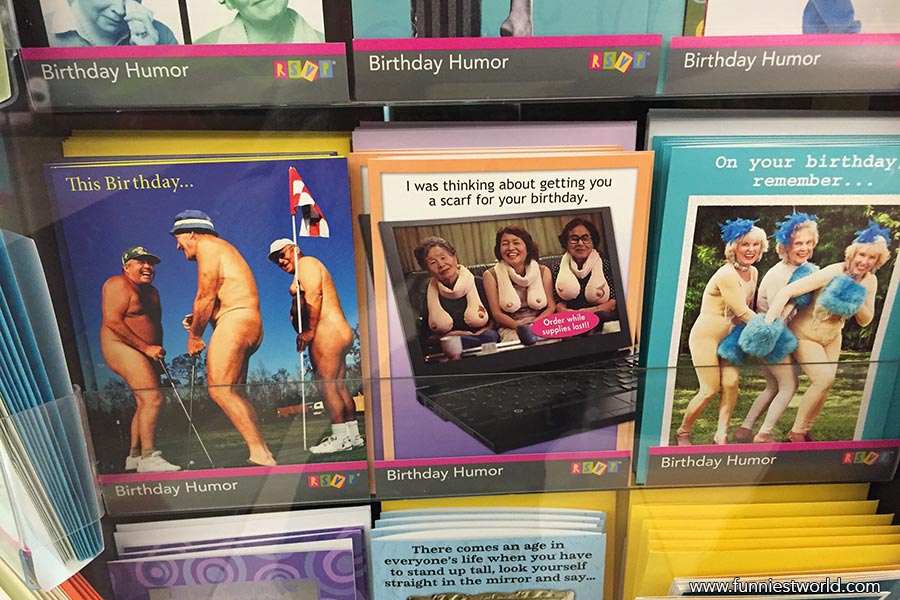 Birthday Humor
RSVP
Birthday Humor
RSVP
Birthday Humor
This Birthday...
I was thinking about getting you
a scarf for your birthday.
Order while
supplies last!!
On your birthday,
remember...
Birthday Humor
RSVP
Birthday Humor
RSVP
Birthday Humor
RSVP
There comes an age in
everyone's life when you have
to stand up tall, look yourself
straight in the mirror and say...
www.funniestworld.com